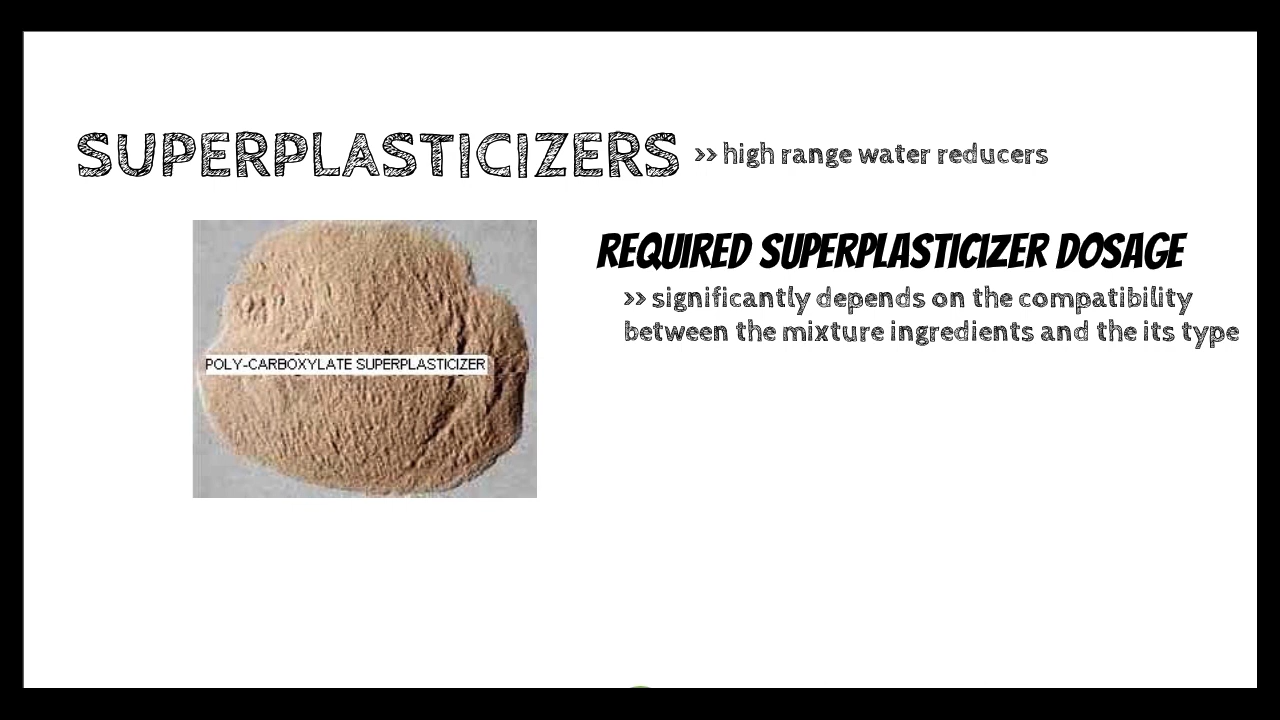 SUPERPLASTICIZERS >> high range water reducers
POLY-CARBOXYLATE SUPERPLASTICIZER
REQUIRED SUPERPLASTICIZER DOSAGE
>> significantly depends on the compatibility
between the mixture ingredients and the its type